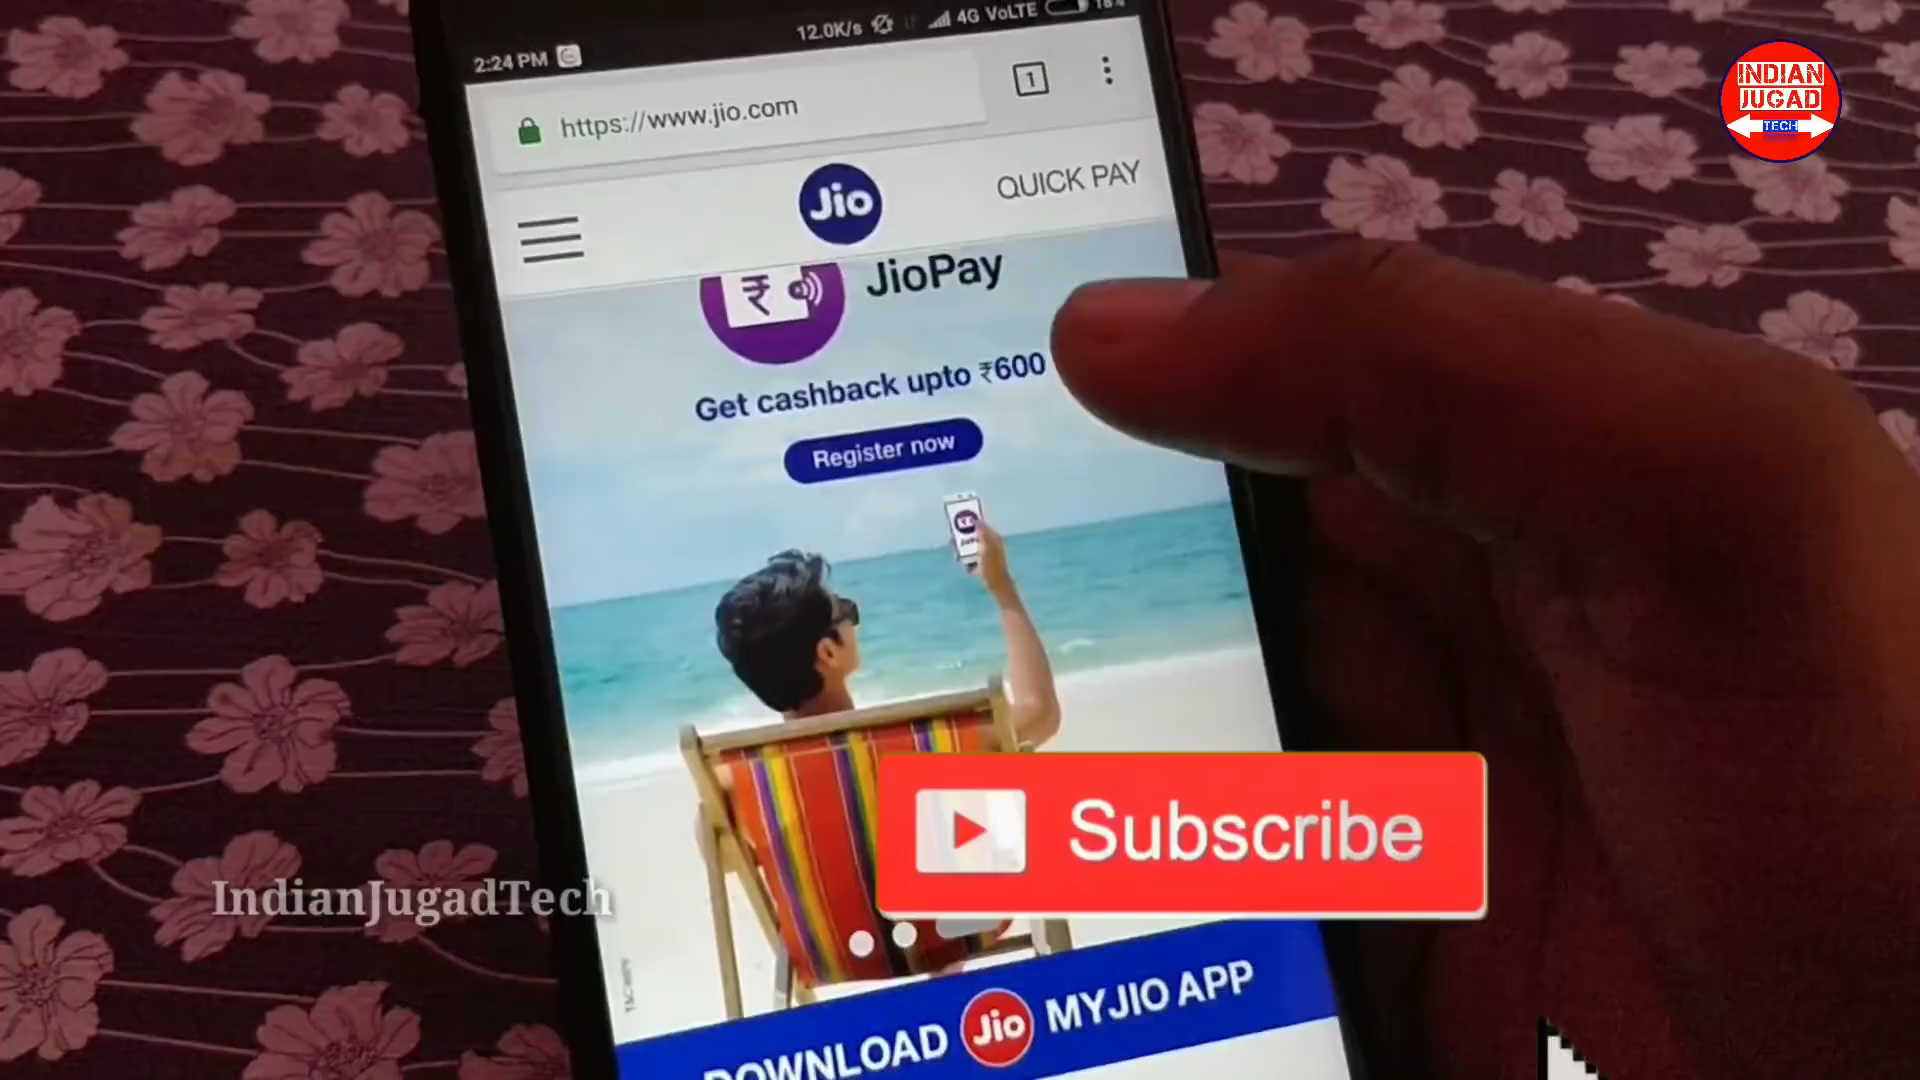 2:24 PM
12.0K/s
4G VoLTE
18%
INDIAN
JUGAD
TECH
https://www.jio.com
1
Jio
QUICK PAY
₹
JioPay
Get cashback upto ₹600
Register now
Subscribe
IndianJugadTech
DOWNLOAD Jio MYJIO APP